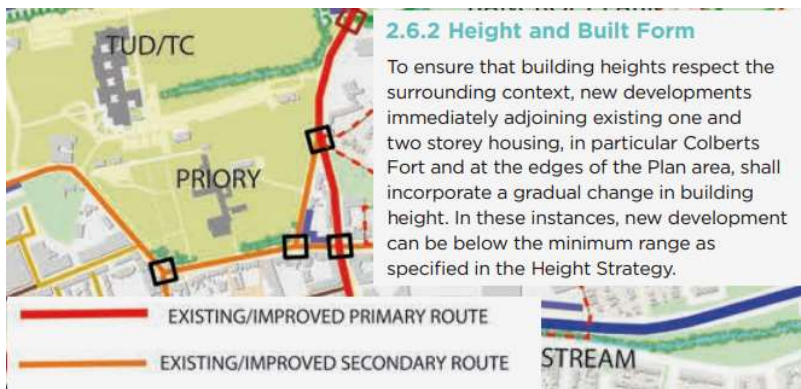 TUD/TC
PRIORY
2.6.2 Height and Built Form
To ensure that building heights respect the
surrounding context, new developments
immediately adjoining existing one and
two storey housing, in particular Colberts
Fort and at the edges of the Plan area, shall
incorporate a gradual change in building
height. In these instances, new development
can be below the minimum range as
specified in the Height Strategy.
EXISTING/IMPROVED PRIMARY ROUTE
EXISTING/IMPROVED SECONDARY ROUTE
STREAM